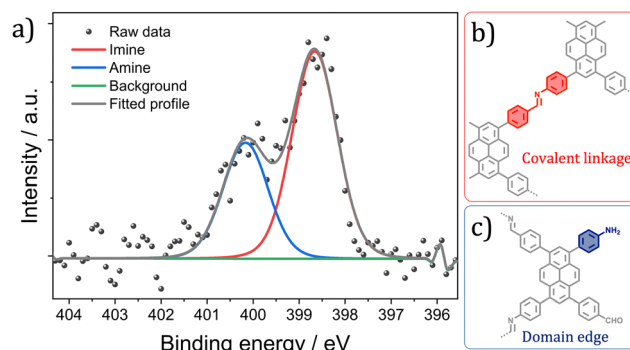 a)
Raw data
Imine
Amine
Background
Fitted profile
Intensity / a.u.
404 403 402 401 400 399 398 397 396
Binding energy / eV
b)
N
Covalent linkage
c)
N
NH₂
N
CHO
Domain edge